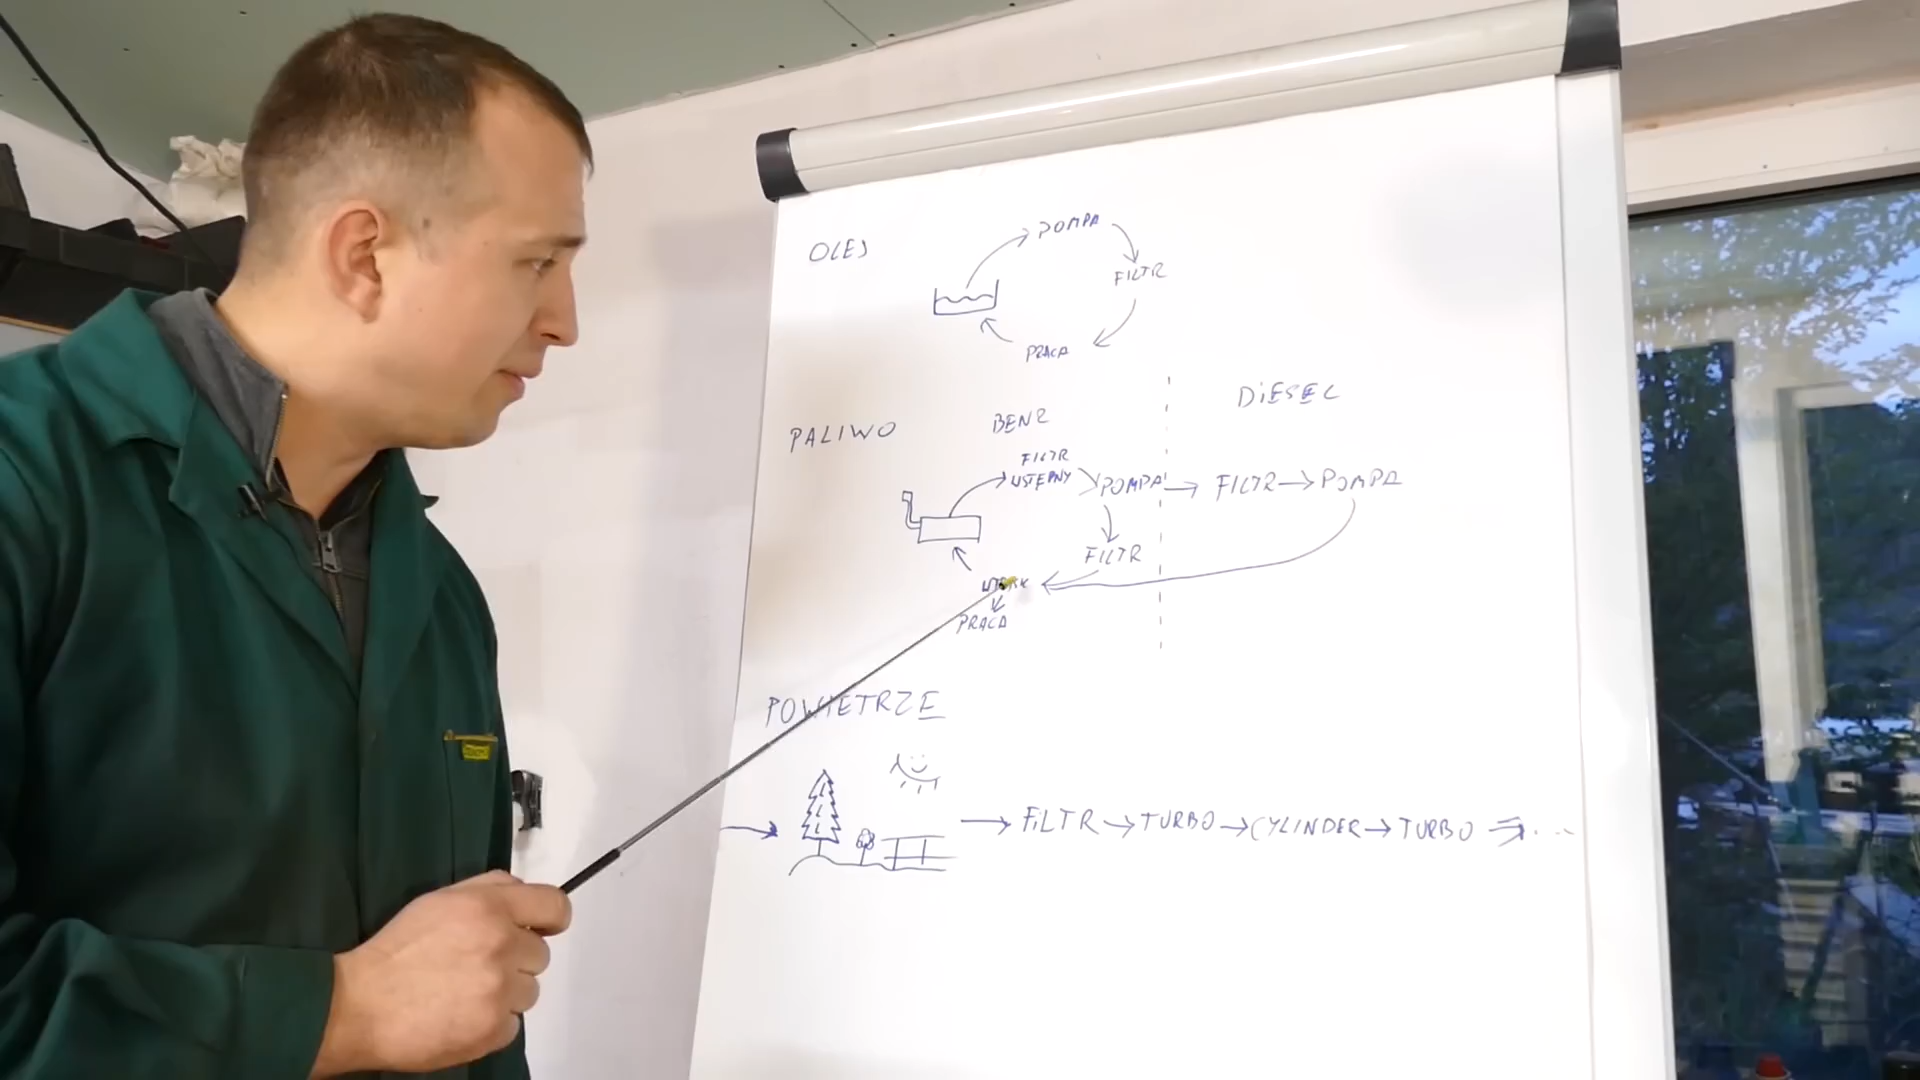 OLEJ
POMPA
FILTR
PRACA
PALIWO
BENZ
DIESEL
FILTR
WSTĘPNY
POMPA
FILTR
POMPA
FILTR
PRACA
POWIETRZE
FILTR TURBO CYLINDER TURBO ...